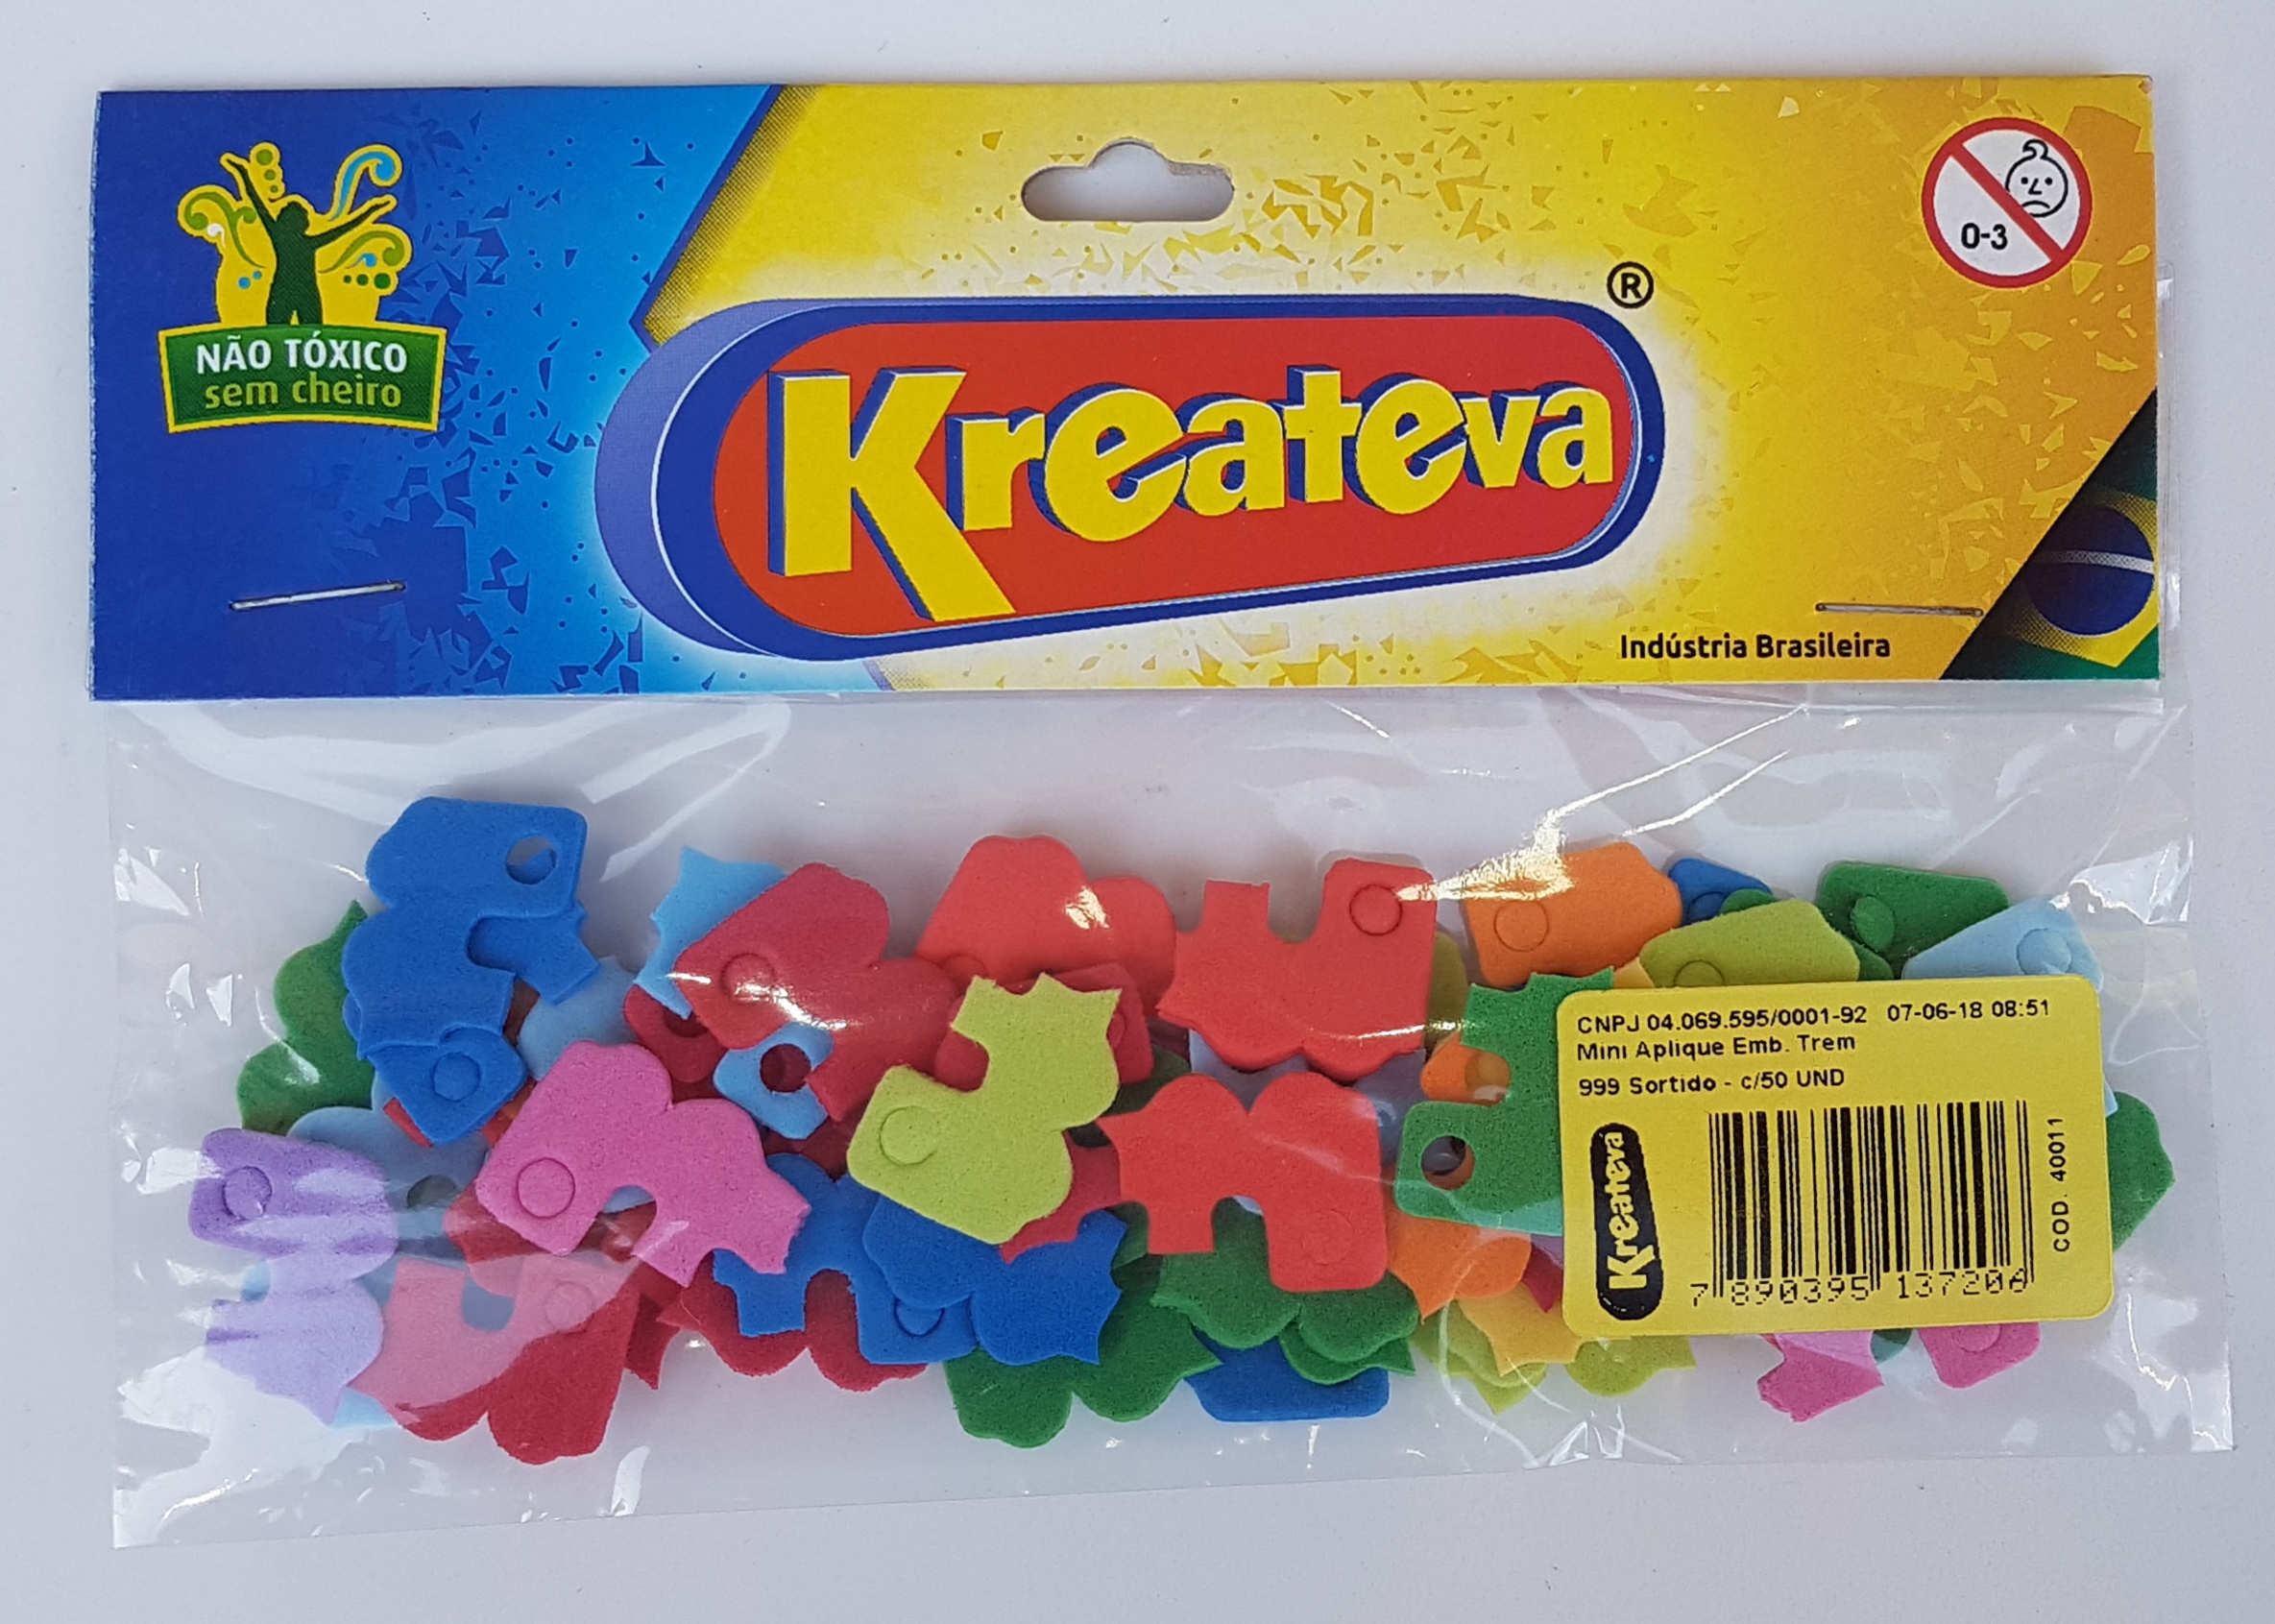 NÃO TÓXICO
sem cheiro
Kreateva®
0-3
Indústria Brasileira
CNPJ 04.069.595/0001-92 07-06-18 08:51
Mini Aplique Emb. Trem
999 Sortido - c/50 UND
Kreateva
COD. 40011
7 890395 137206